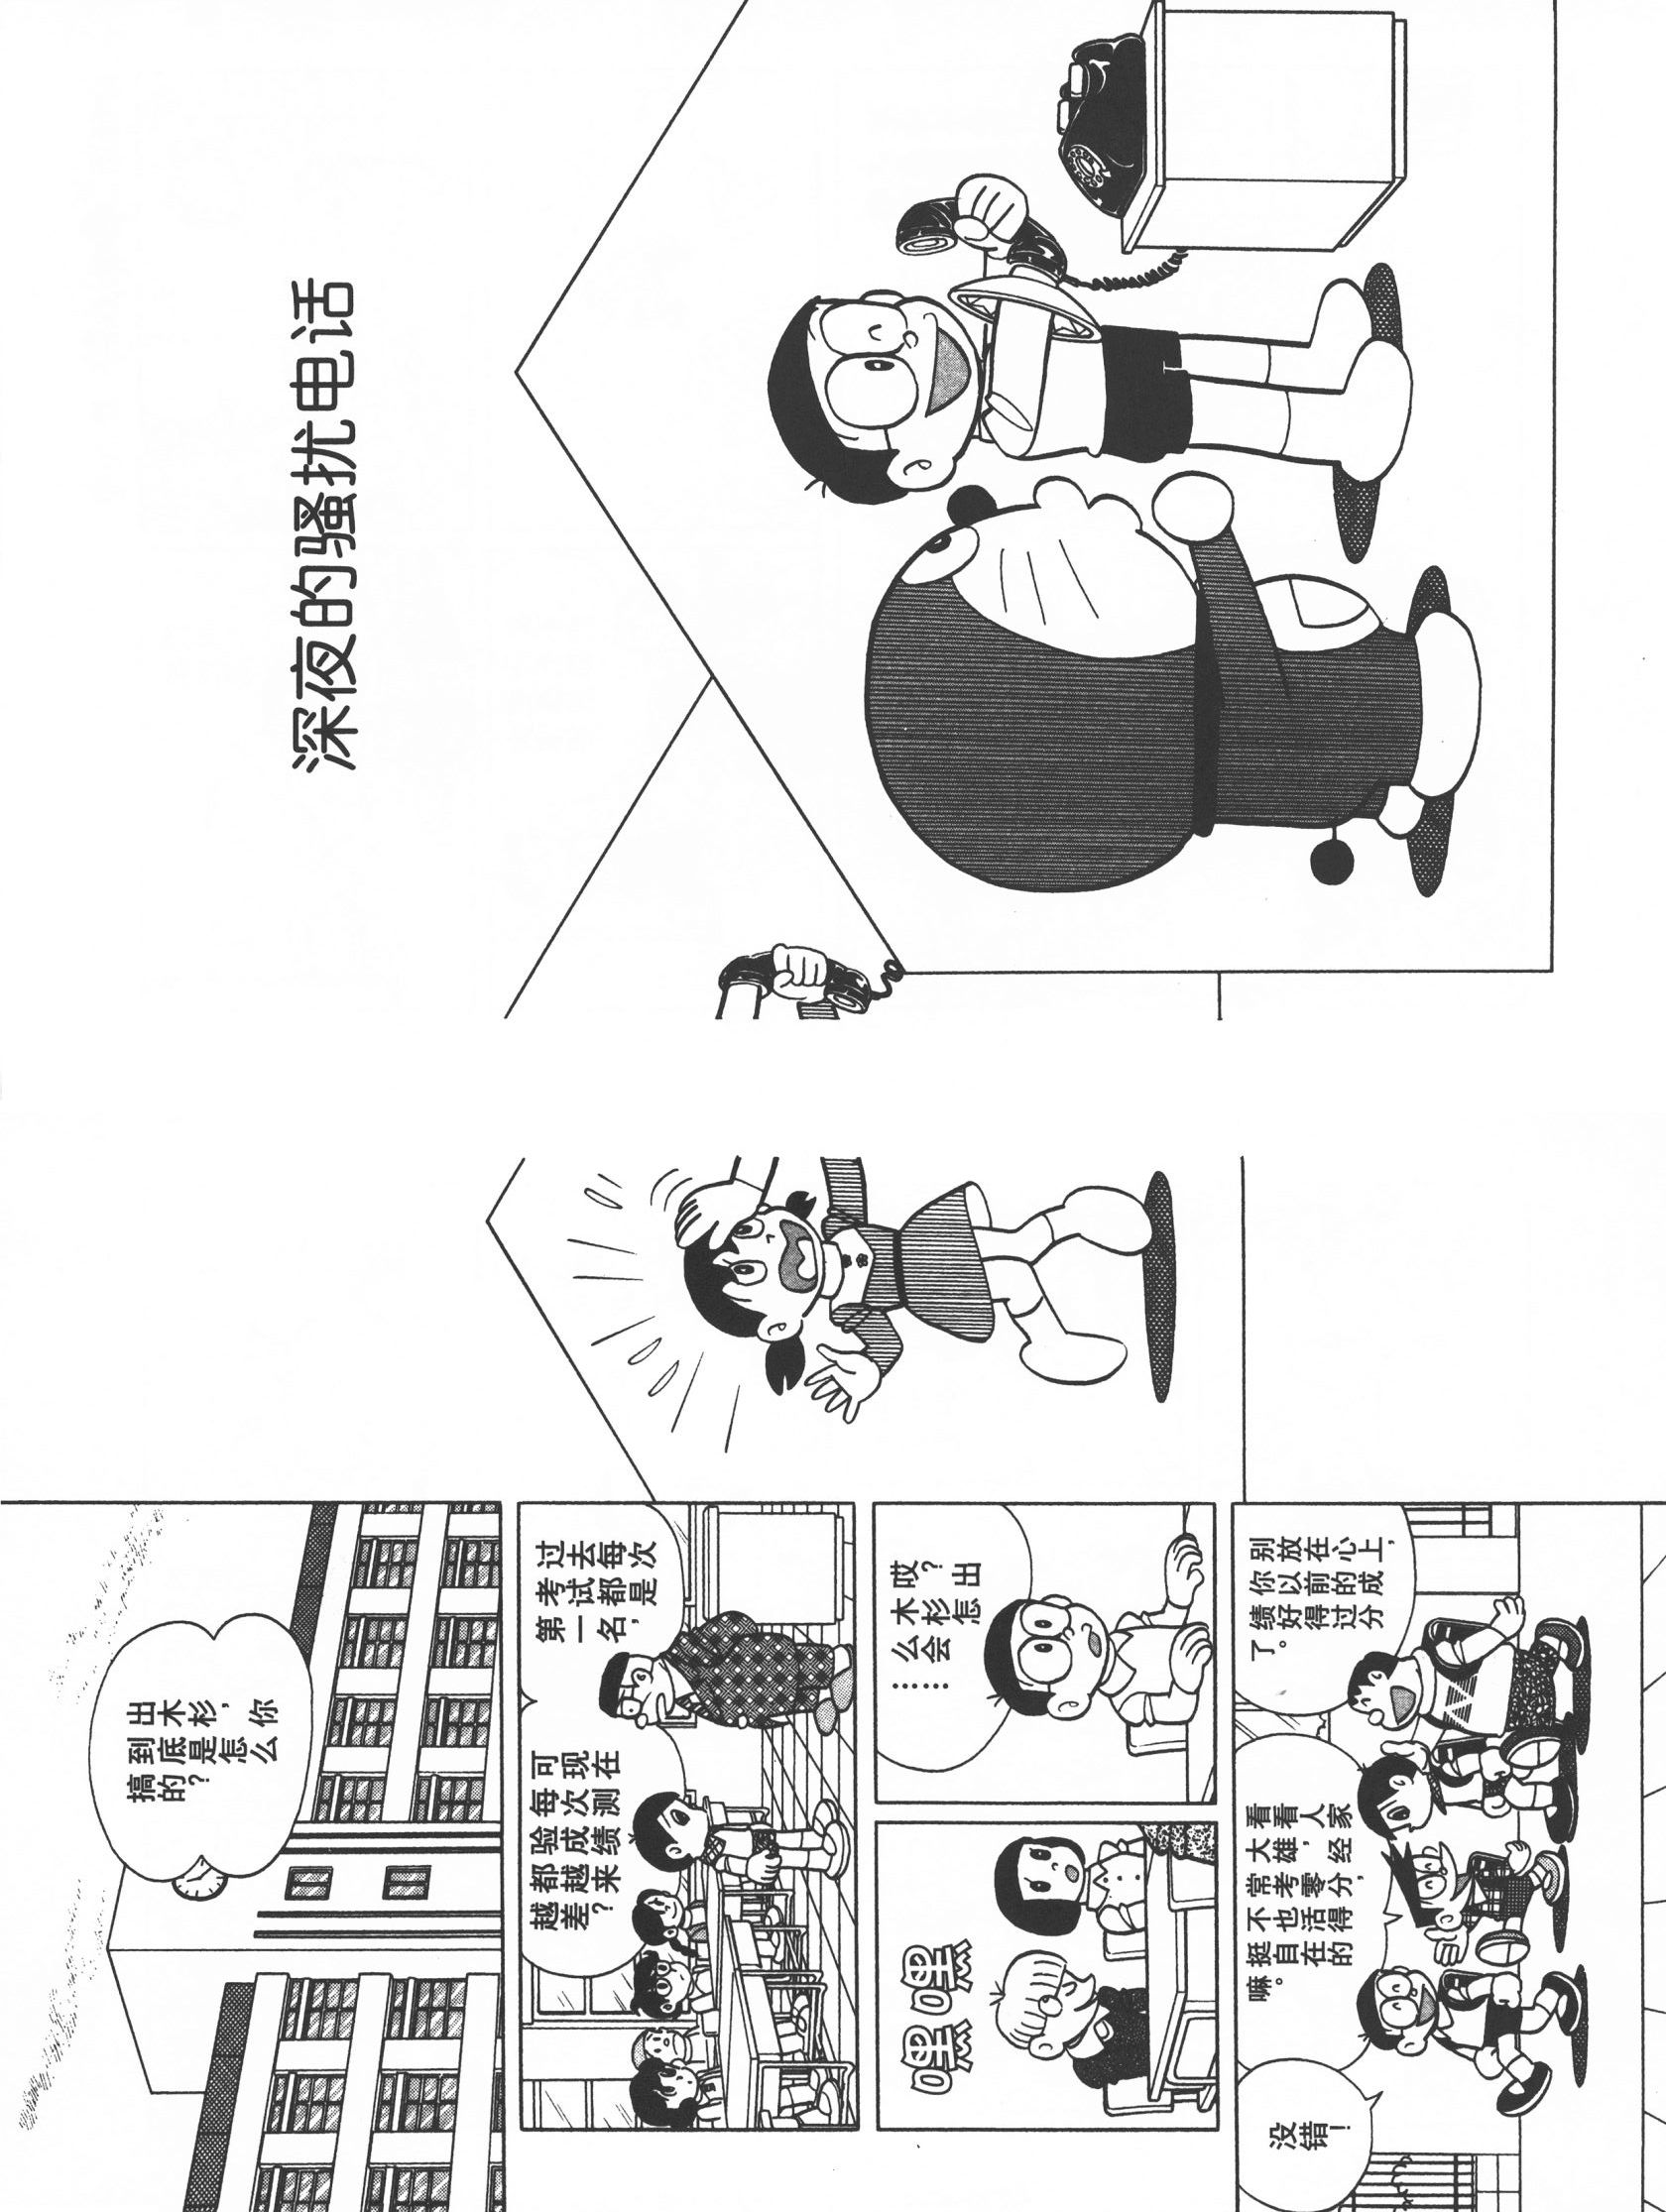 深夜的骚扰电话
出木杉，你
到底是怎么
搞的？
过去每次
考试都是
第一名，
可现在
每次测
验成绩
都越来
越差？
哎？出
木杉怎
么会
……
嘿嘿
嘿嘿
别放在心上，
你以前的成
绩好得过分
了。
看看人家
大雄，经
常考零分，
不也活得
挺自在的
嘛。
没错！